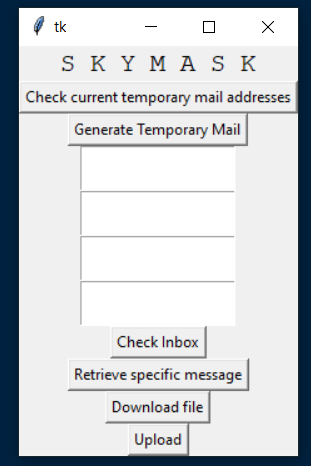 tk
S K Y M A S K
Check current temporary mail addresses
Generate Temporary Mail
Check Inbox
Retrieve specific message
Download file
Upload